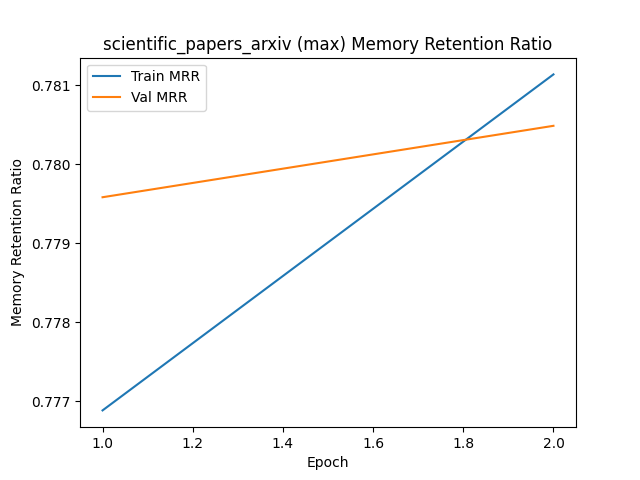 scientific_papers_arxiv (max) Memory Retention Ratio
Train MRR
Val MRR
Memory Retention Ratio
0.781
0.780
0.779
0.778
0.777
1.0 1.2 1.4 1.6 1.8 2.0
Epoch